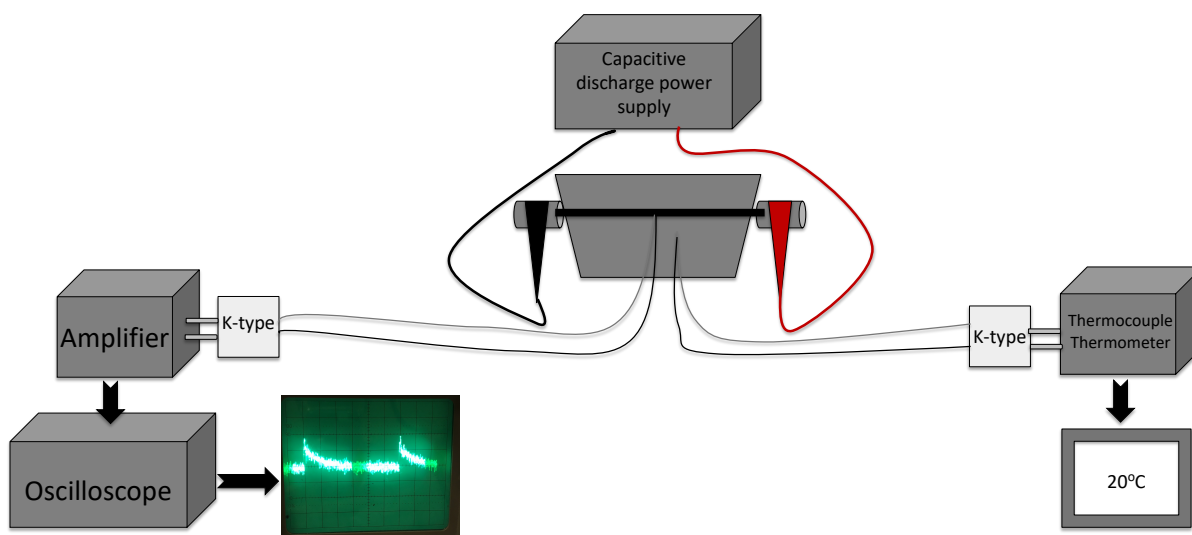 Capacitive
discharge power
supply
Amplifier
K-type
K-type
Thermocouple
Thermometer
Oscilloscope
20°C